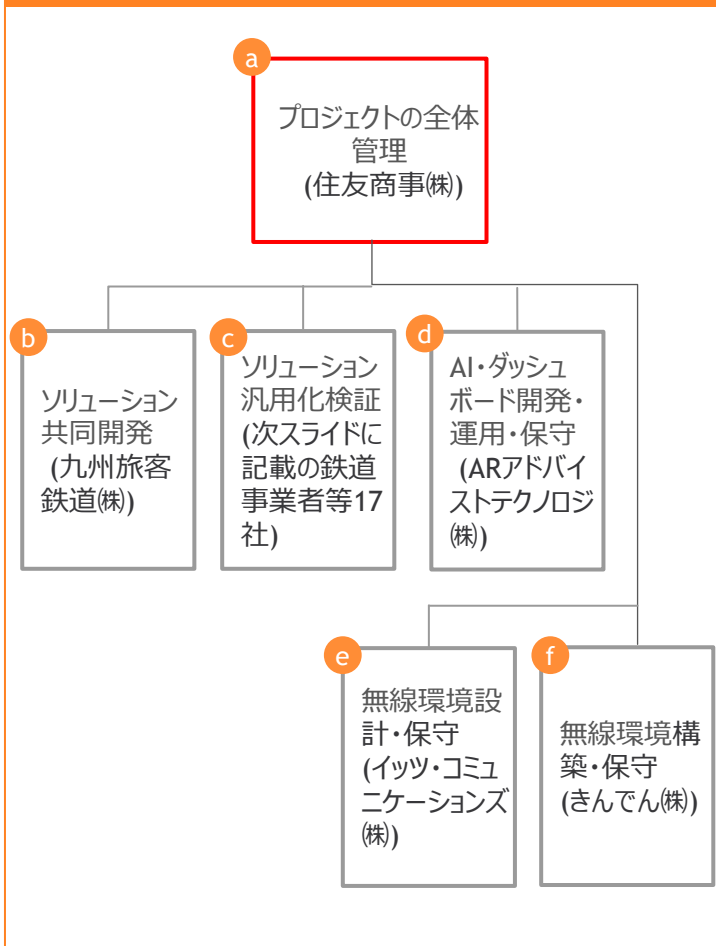 a
プロジェクトの全体
管理
(住友商事㈱)
b
ソリューション
共同開発
(九州旅客
鉄道㈱)
c
ソリューション
汎用化検証
(次スライドに
記載の鉄道
事業者等17
社)
d
AI・ダッシュ
ボード開発・
運用・保守
(ARアドバイ
ストテクノロジ
㈱)
e
無線環境設
計・保守
(イッツ・コミュ
ニケーションズ
㈱)
f
無線環境構
築・保守
(きんでん㈱)